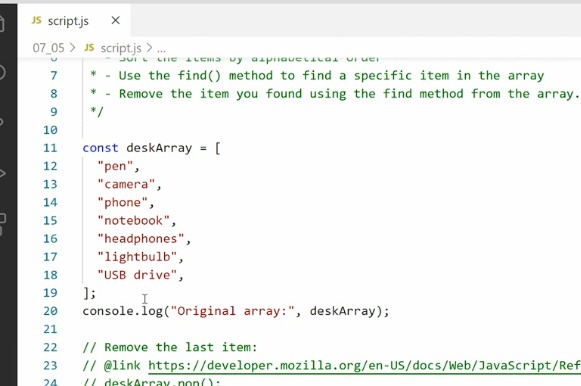 JS script.js ×
07_05 > JS script.js > ...
6 * - Sort the items by alphabetical order
7 * - Use the find() method to find a specific item in the array
8 * - Remove the item you found using the find method from the array.
9 */
10
11 const deskArray = [
12 "pen",
13 "camera",
14 "phone",
15 "notebook",
16 "headphones",
17 "lightbulb",
18 "USB drive",
19 ];
20 console.log("Original array:", deskArray);
21
22 // Remove the last item:
23 // @link https://developer.mozilla.org/en-US/docs/Web/JavaScript/Ref
24 // deskArray.pop();